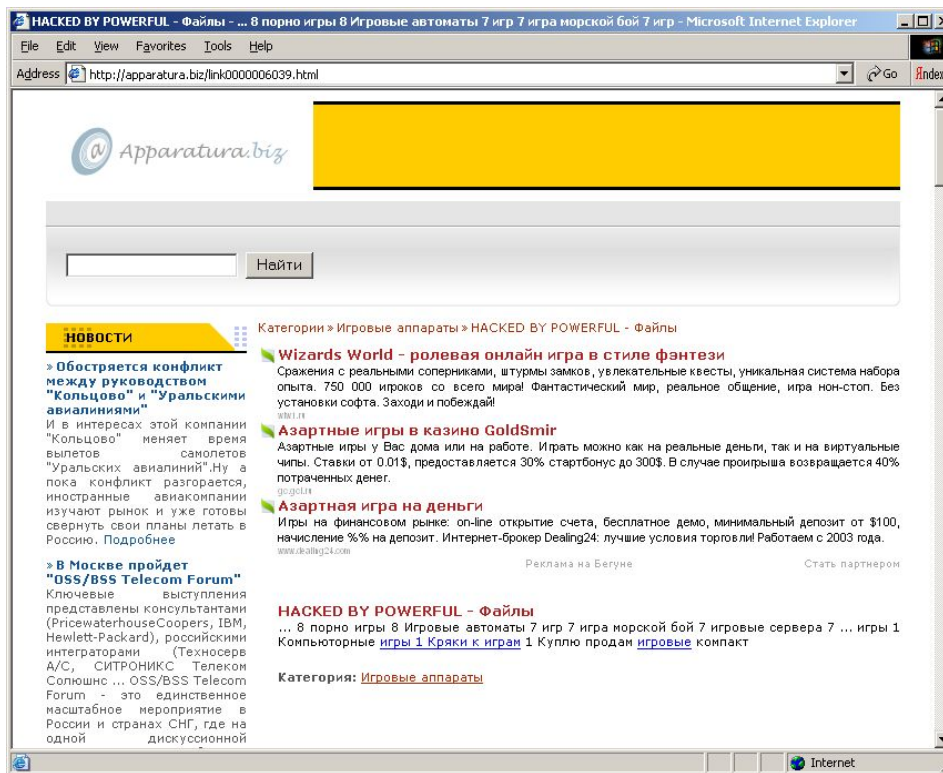 HACKED BY POWERFUL - Файлы - ... 8 порно игры 8 Игровые автоматы 7 игр 7 игра морской бой 7 игр - Microsoft Internet Explorer
File Edit View Favorites Tools Help
Address http://apparatura.biz/link0000006039.html Go Яndex
@ Apparatura.biz
Найти
НОВОСТИ
» Обостряется конфликт
между руководством
"Кольцово" и "Уральскими
авиалиниями"
И в интересах этой компании
"Кольцово" меняет время
вылетов самолетов
"Уральских авиалиний".Ну а
пока конфликт разгорается,
иностранные авиакомпании
изучают рынок и уже готовы
свернуть свои планы летать в
Россию. Подробнее
» В Москве пройдет
"OSS/BSS Telecom Forum"
Ключевые выступления
представлены консультантами
(PricewaterhouseCoopers, IBM,
Hewlett-Packard), российскими
интеграторами (Техносерв
А/С, СИТРОНИКС Телеком
Солюшнс ... OSS/BSS Telecom
Forum - это единственное
масштабное мероприятие в
России и странах СНГ, где на
одной дискуссионной
Категории » Игровые аппараты » HACKED BY POWERFUL - Файлы
Wizards World - ролевая онлайн игра в стиле фэнтези
Сражения с реальными соперниками, штурмы замков, увлекательные квесты, уникальная система набора
опыта. 750 000 игроков со всего мира! Фантастический мир, реальное общение, игра нон-стоп. Без
установки софта. Заходи и побеждай!
Азартные игры в казино GoldSmir
Азартные игры у Вас дома или на работе. Играть можно как на реальные деньги, так и на виртуальные
чипы. Ставки от 0.01$, предоставляется 30% стартбонус до 300$. В случае проигрыша возвращается 40%
потраченных денег.
Азартная игра на деньги
Игры на финансовом рынке: on-line открытие счета, бесплатное демо, минимальный депозит от $100,
начисление %% на депозит. Интернет-брокер Dealing24: лучшие условия торговли! Работаем с 2003 года.
www.dealing24.com
Реклама на Бегуне Стать партнером
HACKED BY POWERFUL - Файлы
... 8 порно игры 8 Игровые автоматы 7 игр 7 игра морской бой 7 игровые сервера 7 ... игры 1
Компьюторные игры 1 Кряки к играм 1 Куплю продам игровые компакт
Категория: Игровые аппараты
Internet